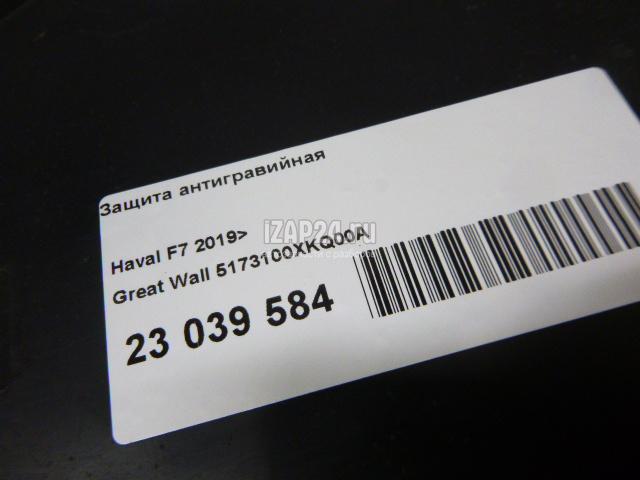 Защита антигравийная
IZAP24.ru
Haval F7 2019>
Great Wall 5173100XKQ00A
23 039 584